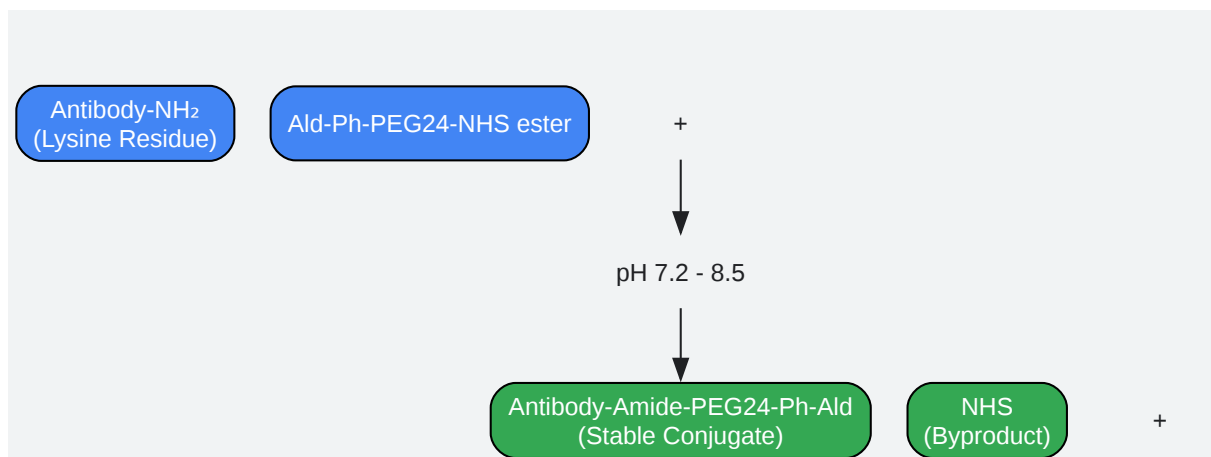 Antibody-NH₂
(Lysine Residue)
Ald-Ph-PEG24-NHS ester
+
pH 7.2 - 8.5
Antibody-Amide-PEG24-Ph-Ald
(Stable Conjugate)
NHS
(Byproduct)
+